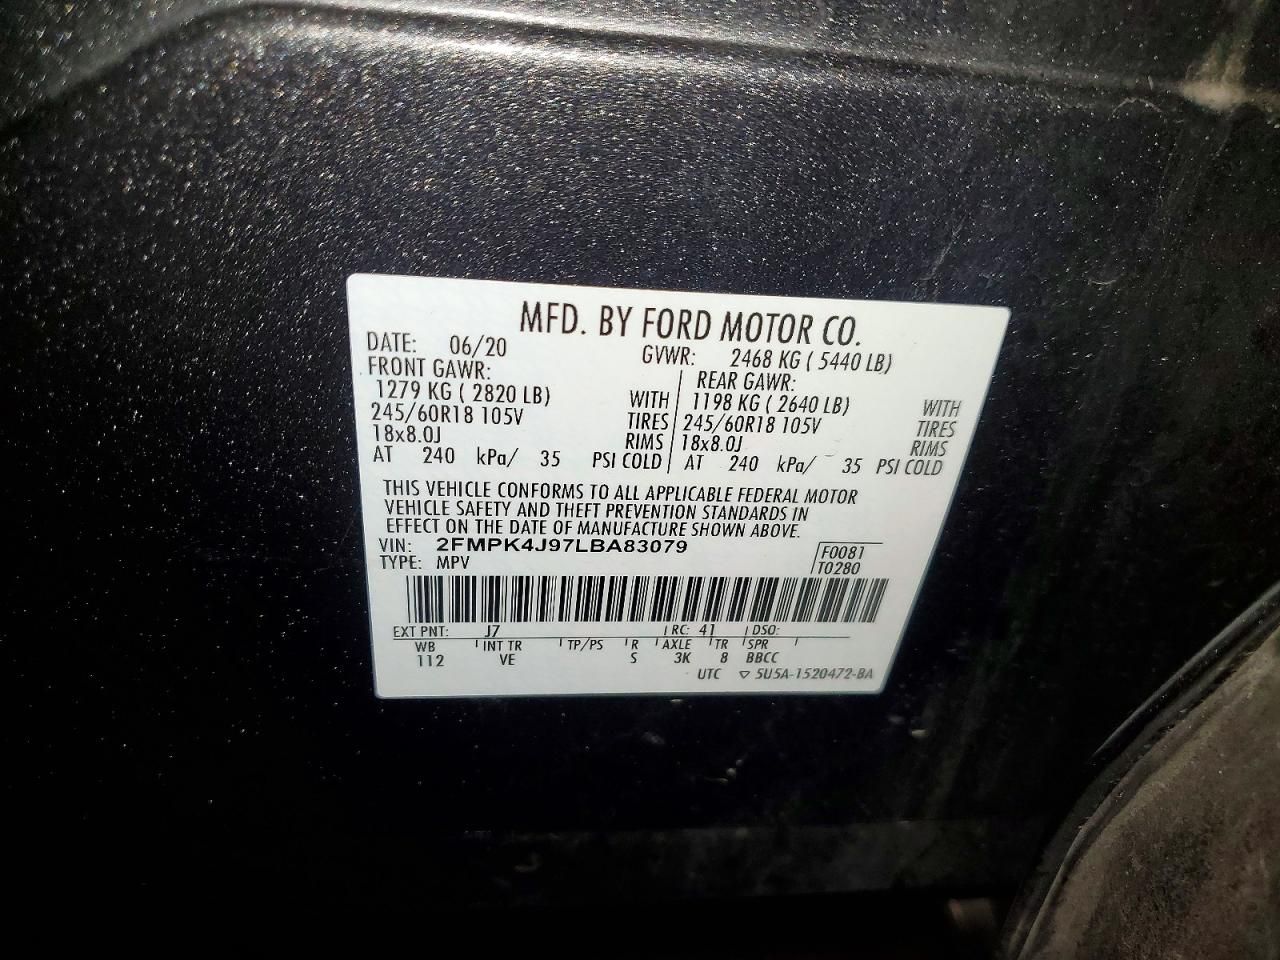 MFD. BY FORD MOTOR CO.
DATE: 06/20 GVWR: 2468 KG ( 5440 LB)
FRONT GAWR: REAR GAWR:
1279 KG ( 2820 LB) WITH 1198 KG ( 2640 LB) WITH
245/60R18 105V TIRES 245/60R18 105V TIRES
18x8.0J RIMS 18x8.0J RIMS
AT 240 kPa/ 35 PSI COLD AT 240 kPa/ 35 PSI COLD
THIS VEHICLE CONFORMS TO ALL APPLICABLE FEDERAL MOTOR
VEHICLE SAFETY AND THEFT PREVENTION STANDARDS IN
EFFECT ON THE DATE OF MANUFACTURE SHOWN ABOVE.
VIN: 2FMPK4J97LBA83079 F0081
TYPE: MPV T0280
EXT PNT: J7 RC: 41 DSO:
WB INT TR TP/PS R AXLE TR SPR
112 VE S 3K 8 BBCC
UTC ▽ 5U5A-1520472-BA